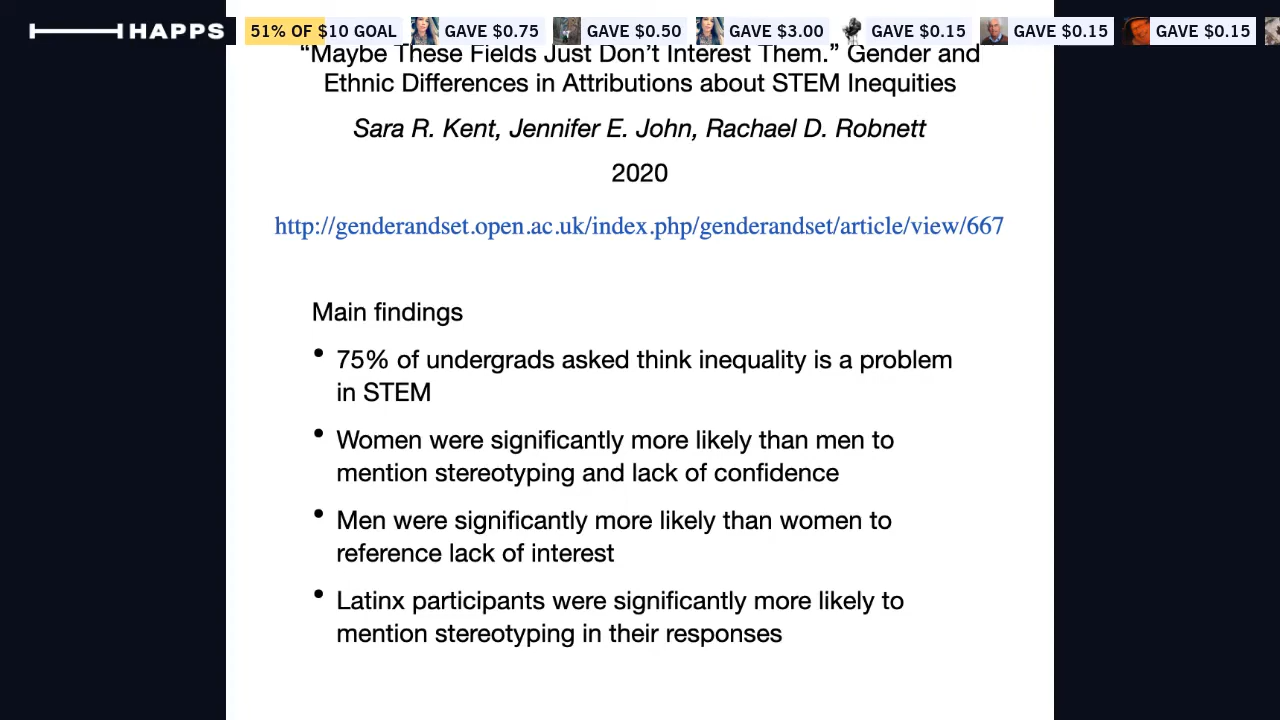 HAPPS 51% OF $10 GOAL GAVE $0.75 GAVE $0.50 GAVE $3.00 GAVE $0.15 GAVE $0.15 GAVE $0.15
“Maybe These Fields Just Don’t Interest Them.” Gender and
Ethnic Differences in Attributions about STEM Inequities
Sara R. Kent, Jennifer E. John, Rachael D. Robnett
2020
http://genderandset.open.ac.uk/index.php/genderandset/article/view/667
Main findings
• 75% of undergrads asked think inequality is a problem
in STEM
• Women were significantly more likely than men to
mention stereotyping and lack of confidence
• Men were significantly more likely than women to
reference lack of interest
• Latinx participants were significantly more likely to
mention stereotyping in their responses